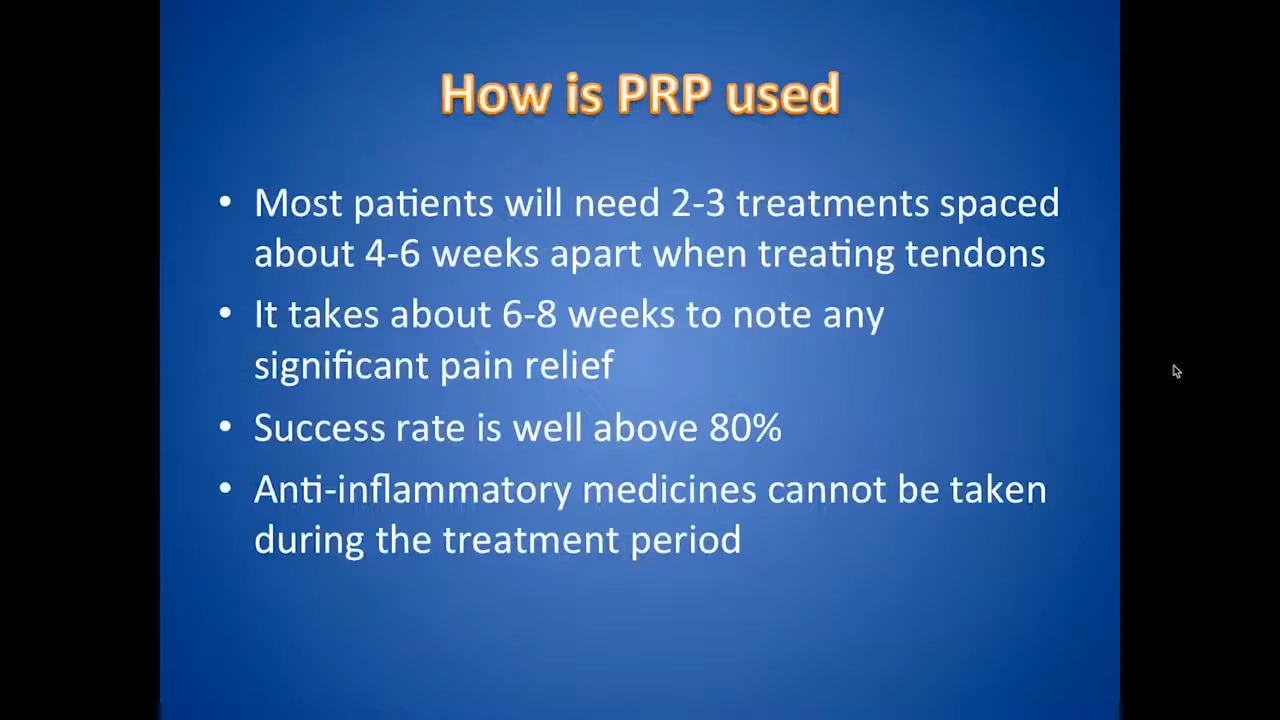 How is PRP used
• Most patients will need 2-3 treatments spaced
about 4-6 weeks apart when treating tendons
• It takes about 6-8 weeks to note any
significant pain relief
• Success rate is well above 80%
• Anti-inflammatory medicines cannot be taken
during the treatment period